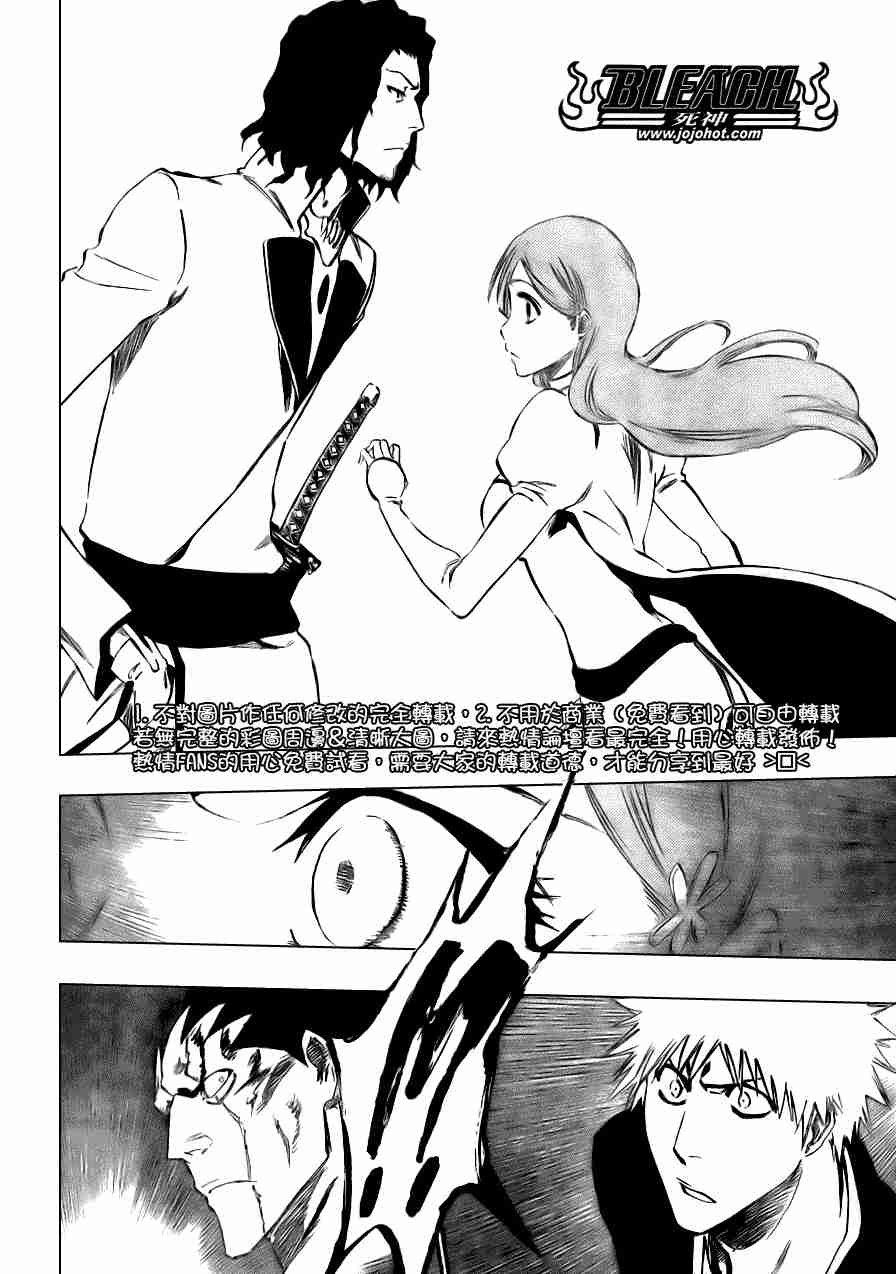 BLEACH
死神
www.jojohot.com
1. 不對圖片作任何修改的完全轉載，2. 不用於商業（免費看到）可自由轉載
若無完整的彩圖周邊&清晰大圖，請來熱情論壇看最完全！用心轉載發佈！
熱情FANS的用心免費試看，需要大家的轉載道德，才能分享到最好 >口<